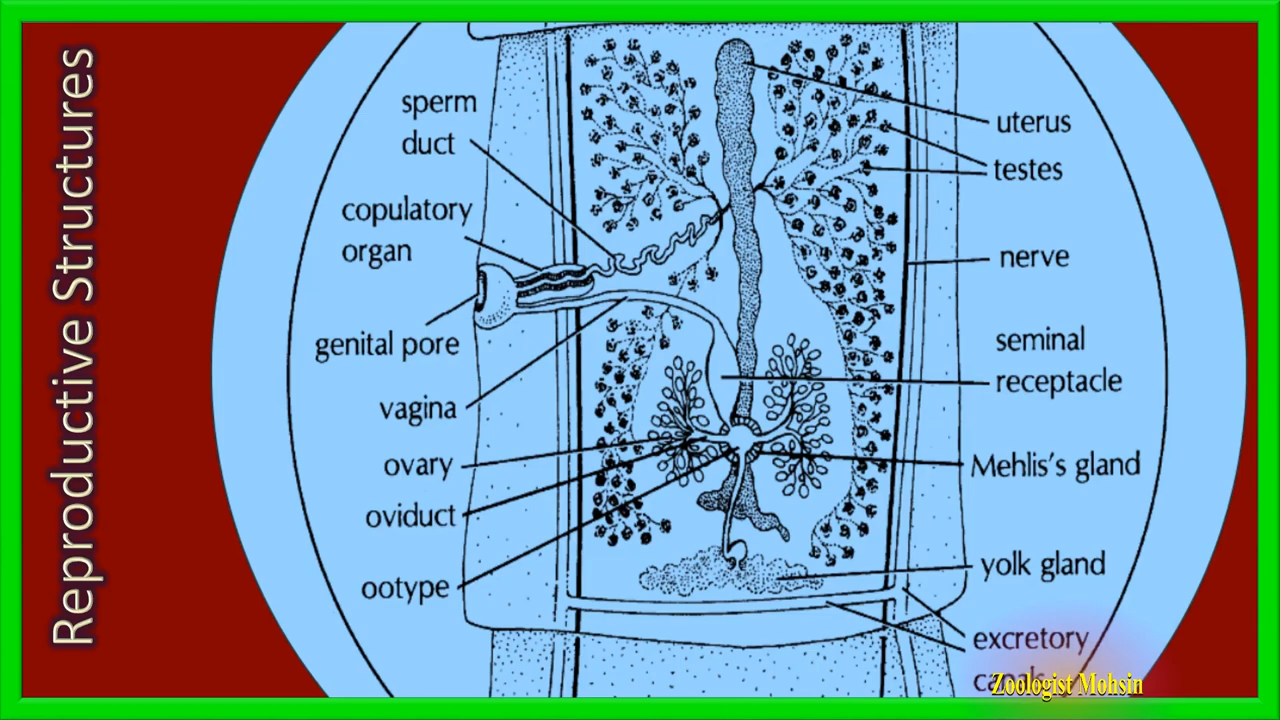 Reproductive Structures
sperm
duct
copulatory
organ
genital pore
vagina
ovary
oviduct
ootype
uterus
testes
nerve
seminal
receptacle
Mehlis's gland
yolk gland
excretory
Zoologist Mohsin